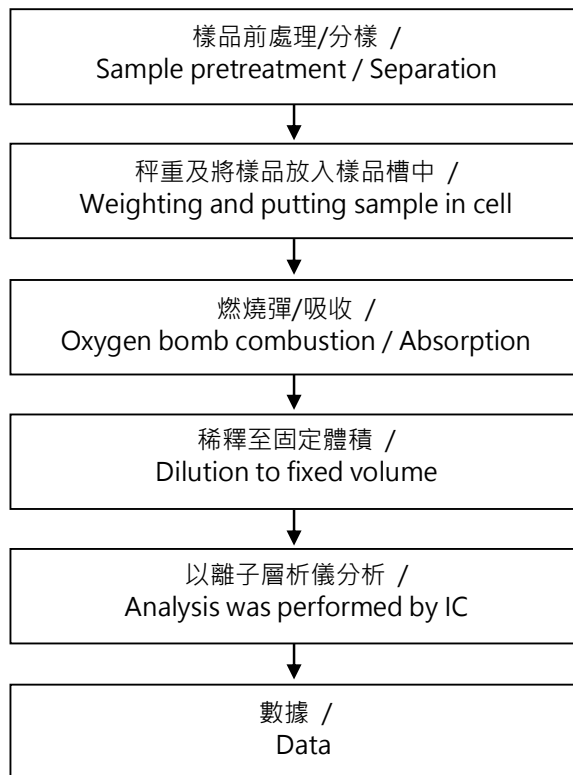 樣品前處理/分樣 /
Sample pretreatment / Separation
秤重及將樣品放入樣品槽中 /
Weighting and putting sample in cell
燃燒彈/吸收 /
Oxygen bomb combustion / Absorption
稀釋至固定體積 /
Dilution to fixed volume
以離子層析儀分析 /
Analysis was performed by IC
數據 /
Data